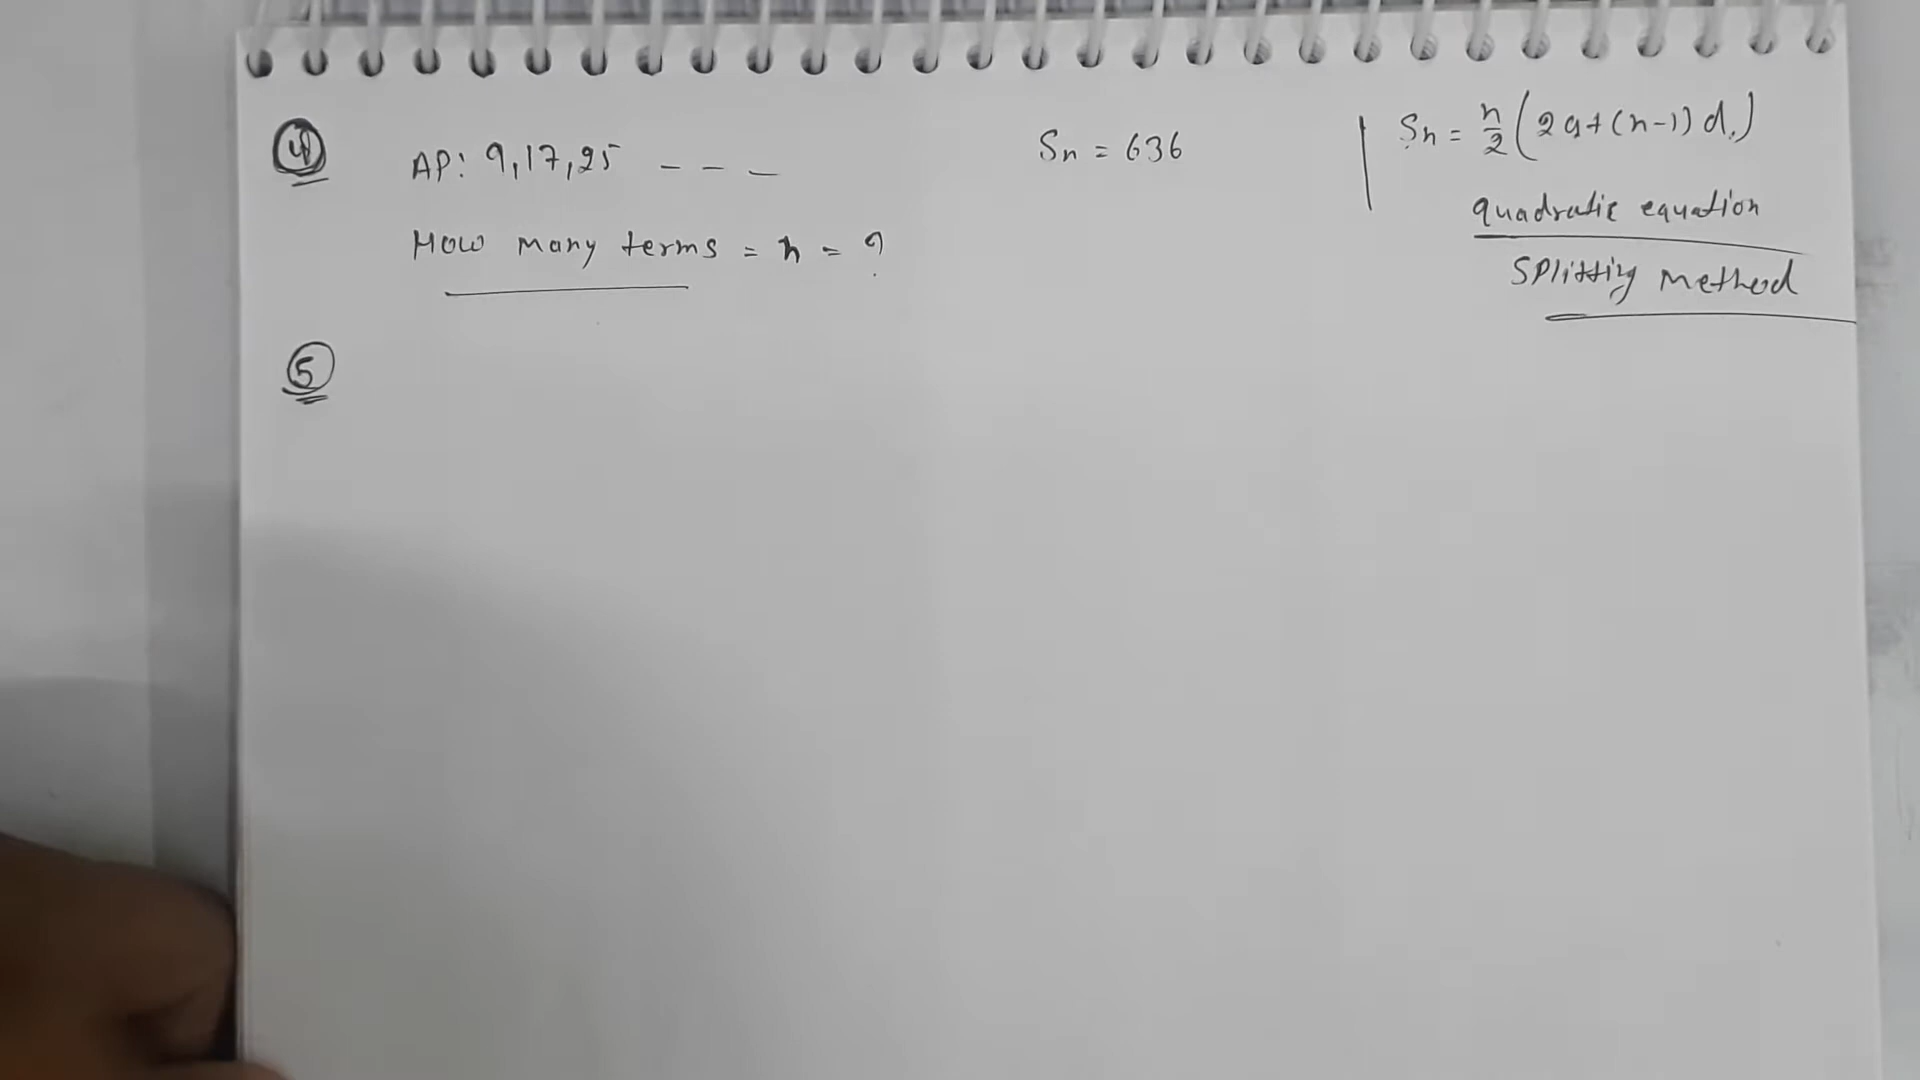 ④ AP: 9, 17, 25 _ _ _ Sn = 636 | Sn = n/2 (2a + (n-1) d.)
How many terms = n = ?
quadratic equation
Splitting Method
⑤